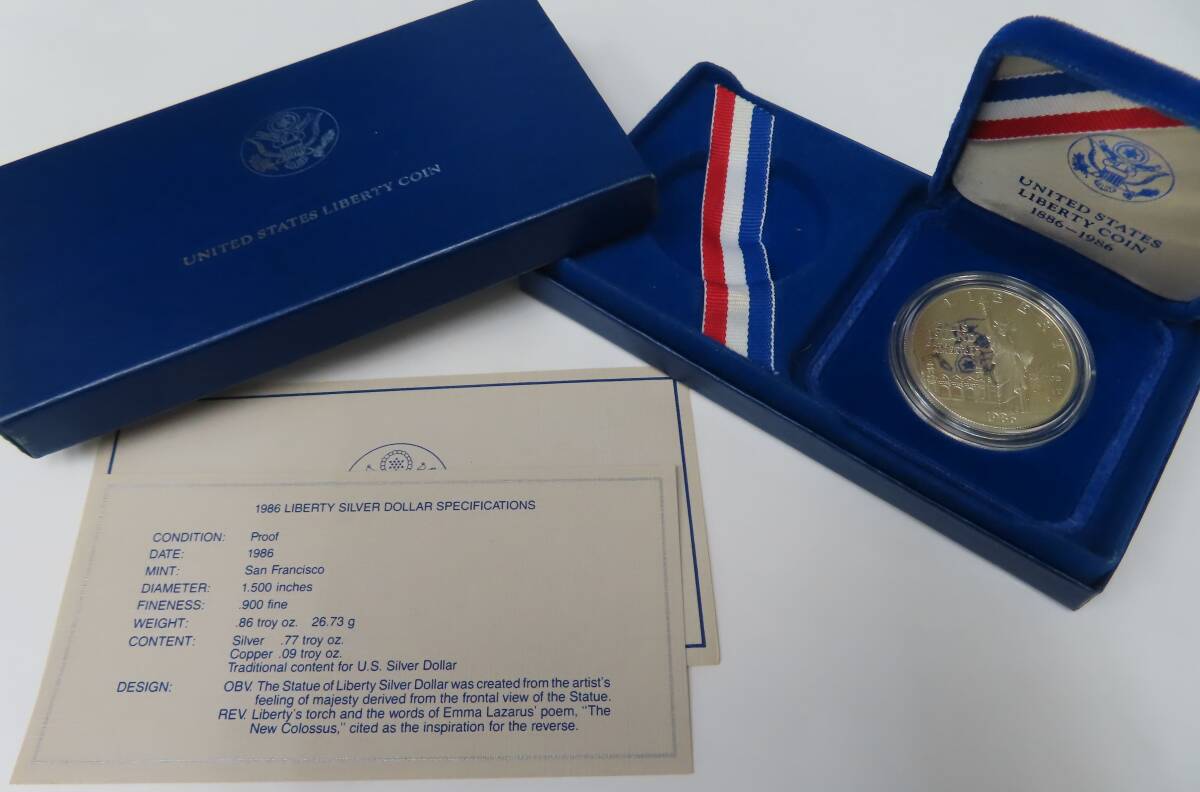 UNITED STATES LIBERTY COIN
UNITED STATES
LIBERTY COIN
1886-1986
LIBERTY
1986
1986 LIBERTY SILVER DOLLAR SPECIFICATIONS
CONDITION: Proof
DATE: 1986
MINT: San Francisco
DIAMETER: 1.500 inches
FINENESS: .900 fine
WEIGHT: .86 troy oz. 26.73 g
CONTENT: Silver .77 troy oz.
Copper .09 troy oz.
Traditional content for U.S. Silver Dollar
DESIGN: OBV. The Statue of Liberty Silver Dollar was created from the artist's
feeling of majesty derived from the frontal view of the Statue.
REV. Liberty's torch and the words of Emma Lazarus' poem, "The
New Colossus," cited as the inspiration for the reverse.